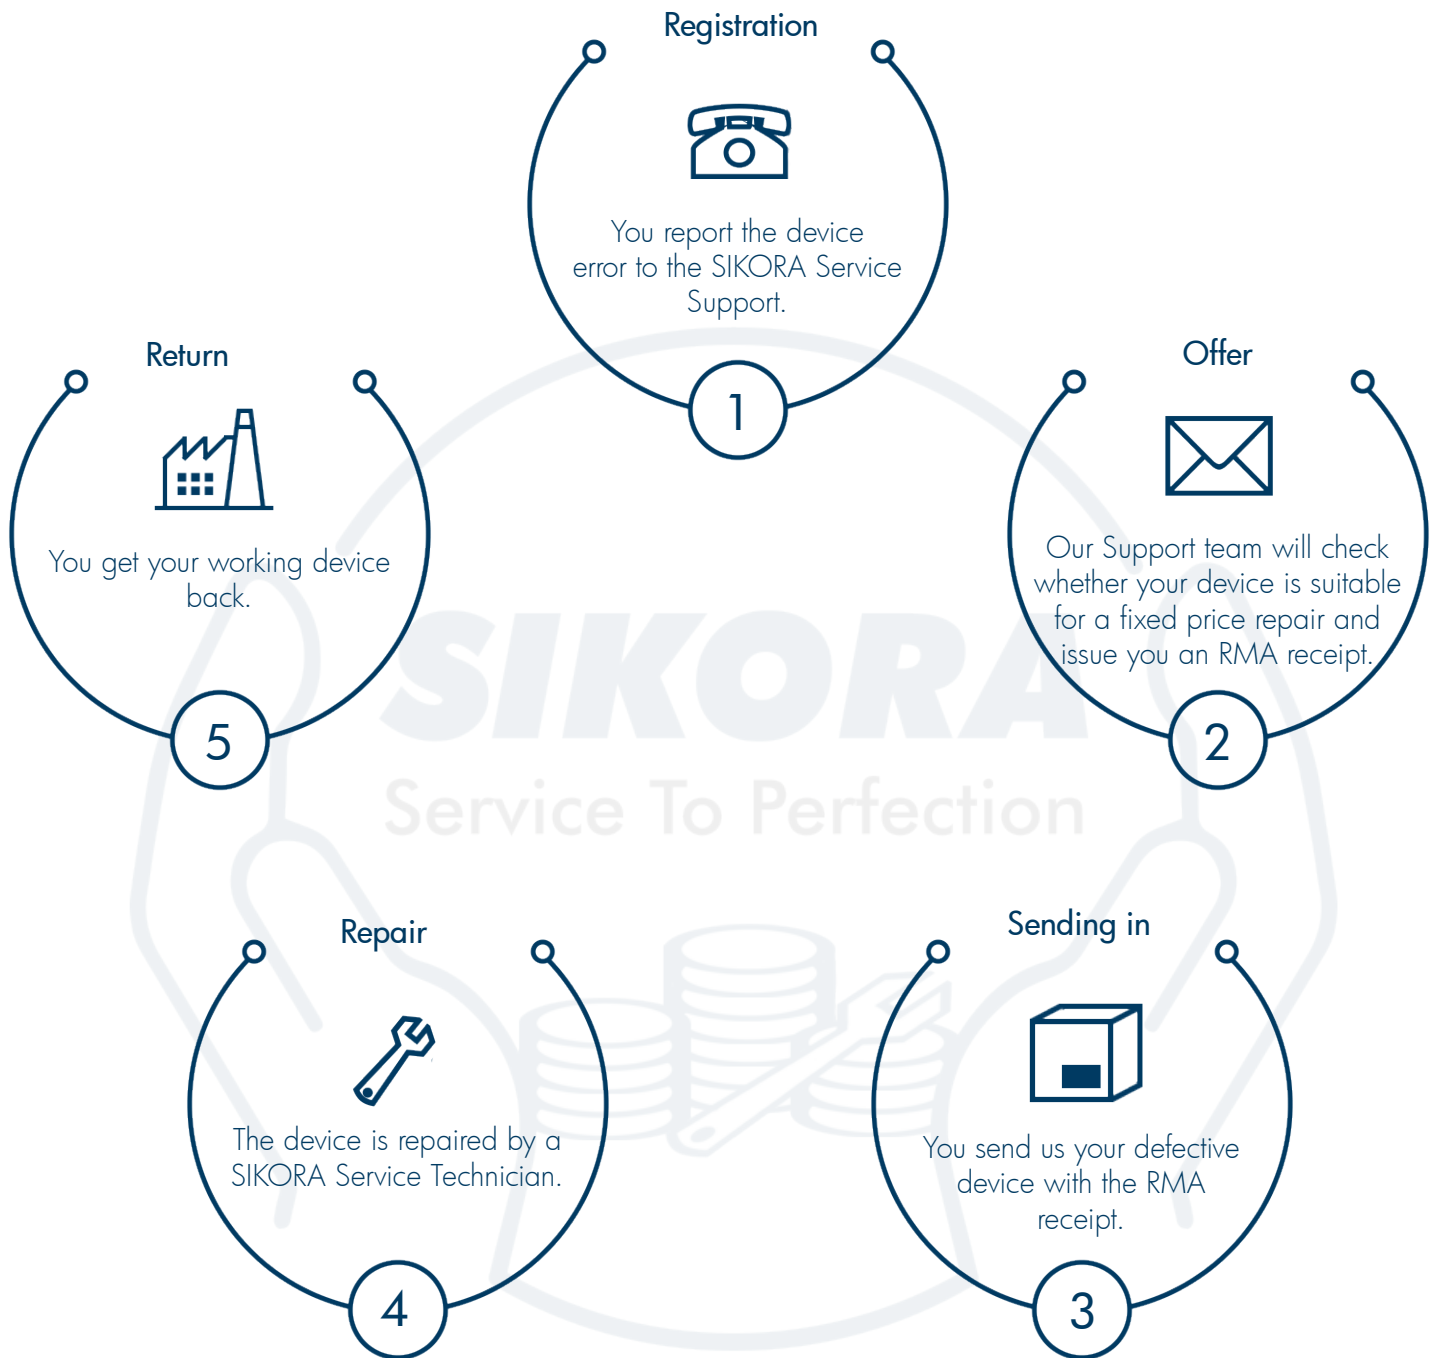 Registration
You report the device
error to the SIKORA Service
Support.
1
Offer
Our Support team will check
whether your device is suitable
for a fixed price repair and
issue you an RMA receipt.
2
Sending in
You send us your defective
device with the RMA
receipt.
3
Repair
The device is repaired by a
SIKORA Service Technician.
4
Return
You get your working device
back.
5
SIKORA
Service To Perfection